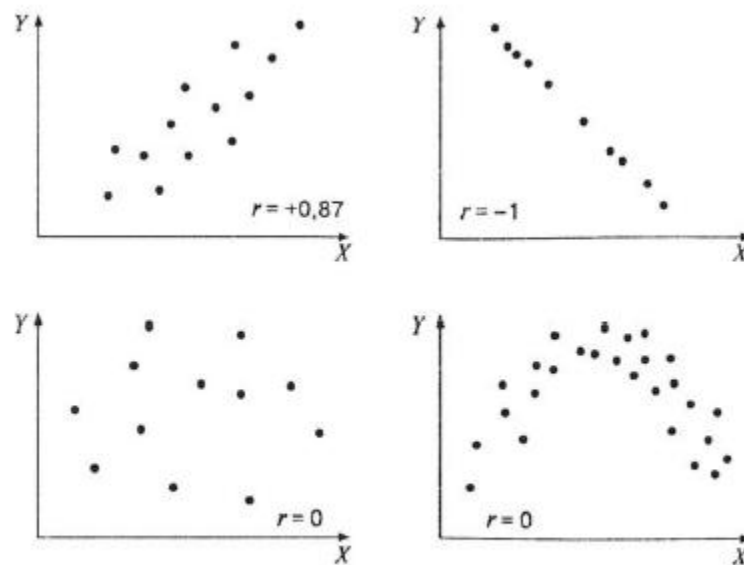 Y
r = +0,87
X
Y
r = −1
X
Y
r = 0
X
Y
r = 0
X